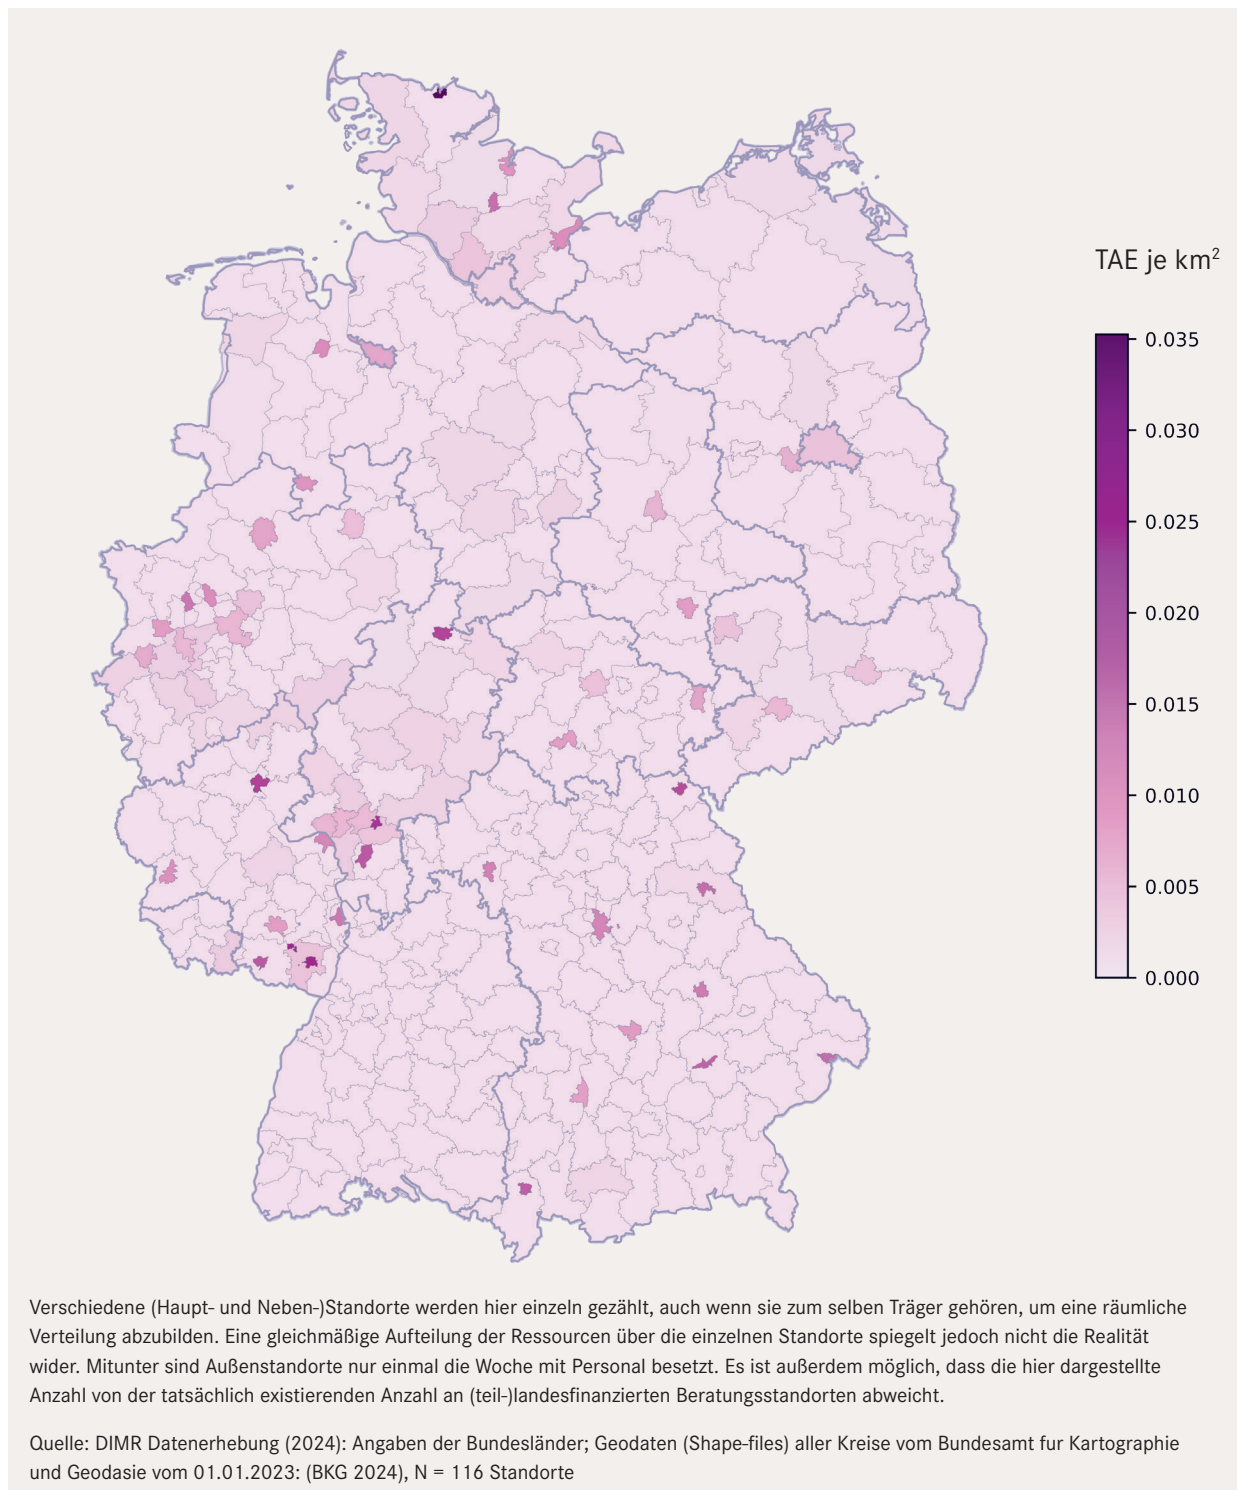 TAE je km²
0.035
0.030
0.025
0.020
0.015
0.010
0.005
0.000
Verschiedene (Haupt- und Neben-)Standorte werden hier einzeln gezählt, auch wenn sie zum selben Träger gehören, um eine räumliche
Verteilung abzubilden. Eine gleichmäßige Aufteilung der Ressourcen über die einzelnen Standorte spiegelt jedoch nicht die Realität
wider. Mitunter sind Außenstandorte nur einmal die Woche mit Personal besetzt. Es ist außerdem möglich, dass die hier dargestellte
Anzahl von der tatsächlich existierenden Anzahl an (teil-)landesfinanzierten Beratungsstandorten abweicht.
Quelle: DIMR Datenerhebung (2024): Angaben der Bundesländer; Geodaten (Shape-files) aller Kreise vom Bundesamt fur Kartographie
und Geodasie vom 01.01.2023: (BKG 2024), N = 116 Standorte